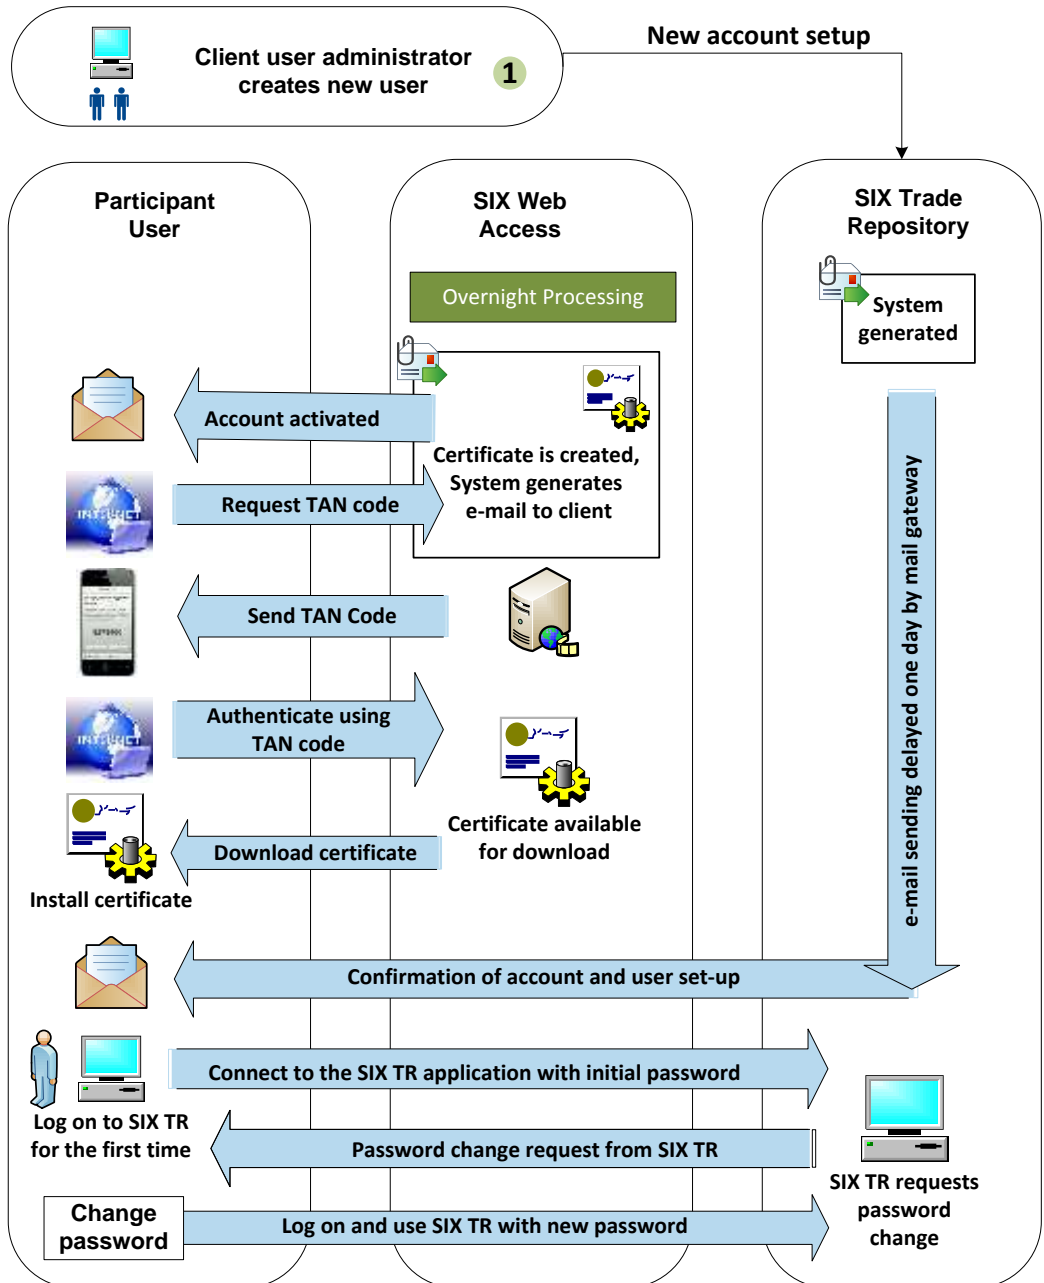 Client user administrator
creates new user
1
New account setup
Participant
User
SIX Web
Access
SIX Trade
Repository
Overnight Processing
System
generated
Account activated
Certificate is created,
System generates
e-mail to client
Request TAN code
Send TAN Code
Authenticate using
TAN code
Certificate available
for download
Download certificate
Install certificate
e-mail sending delayed one day by mail gateway
Confirmation of account and user set-up
Connect to the SIX TR application with initial password
Log on to SIX TR
for the first time
Password change request from SIX TR
SIX TR requests
password
change
Change
password
Log on and use SIX TR with new password